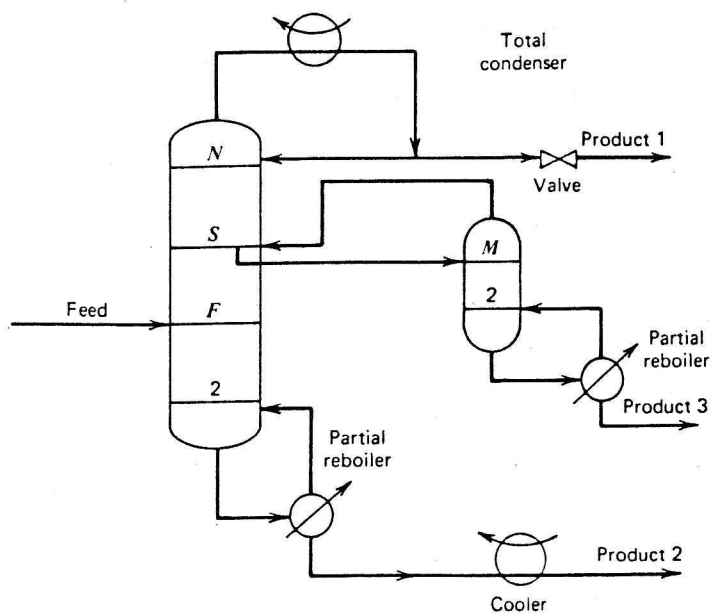 Total
condenser
N
Product 1
Valve
S
M
Feed
F
2
Partial
reboiler
2
Product 3
Partial
reboiler
Product 2
Cooler